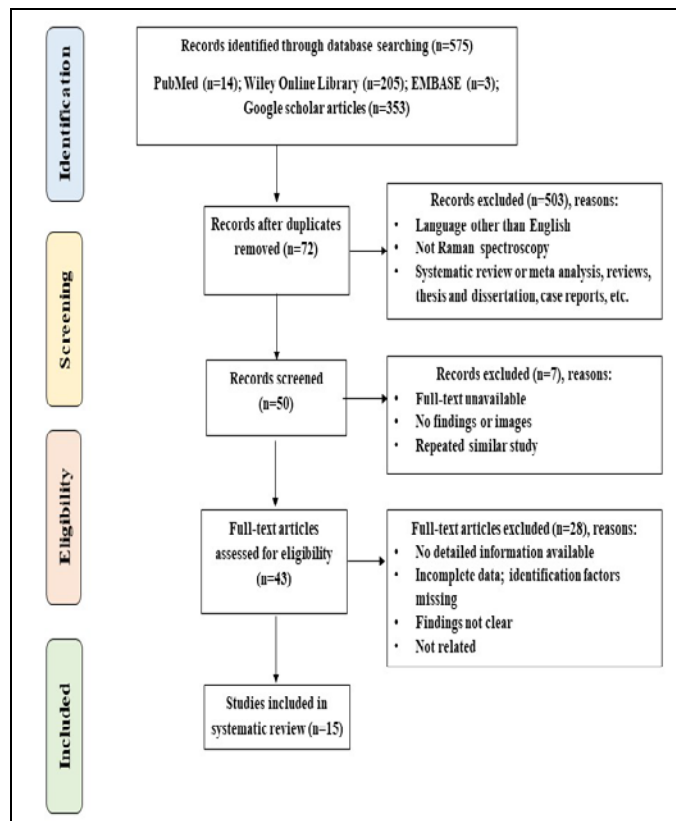 Identification
Records identified through database searching (n=575)
PubMed (n=14); Wiley Online Library (n=205); EMBASE (n=3);
Google scholar articles (n=353)
Records after duplicates
removed (n=72)
Records excluded (n=503), reasons:
• Language other than English
• Not Raman spectroscopy
• Systematic review or meta analysis, reviews,
thesis and dissertation, case reports, etc.
Screening
Records screened
(n=50)
Records excluded (n=7), reasons:
• Full-text unavailable
• No findings or images
• Repeated similar study
Eligibility
Full-text articles
assessed for eligibility
(n=43)
Full-text articles excluded (n=28), reasons:
• No detailed information available
• Incomplete data; identification factors
missing
• Findings not clear
• Not related
Included
Studies included in
systematic review (n–15)